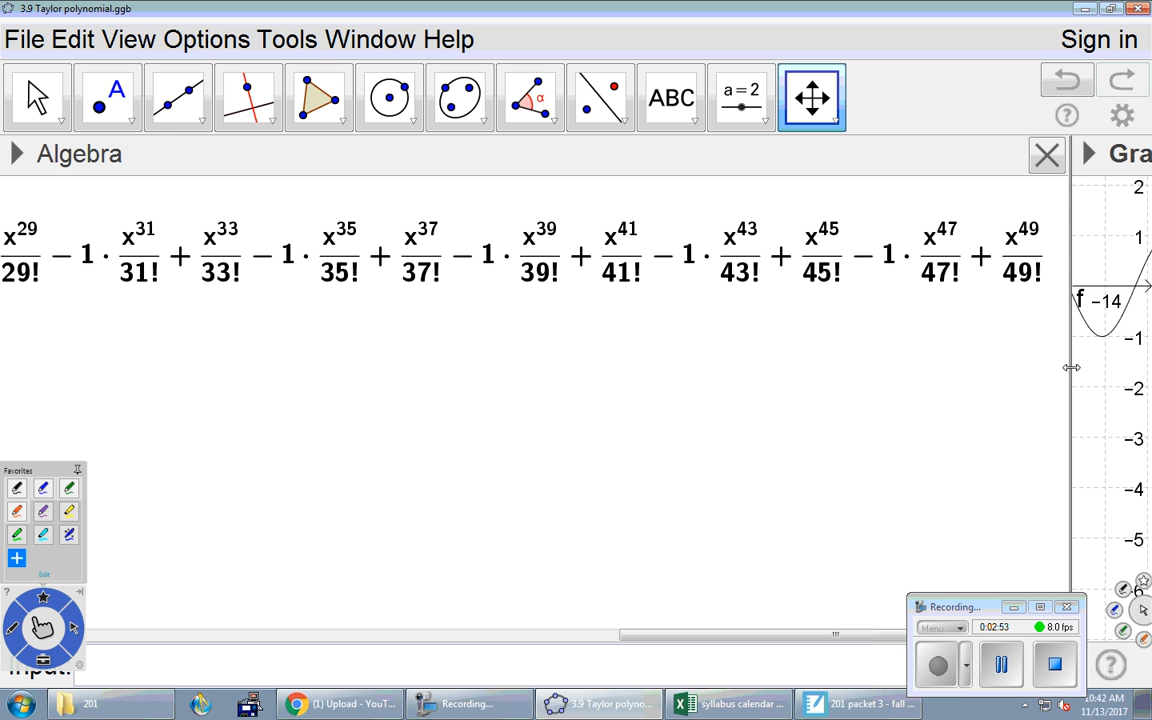 3.9 Taylor polynomial.ggb
File Edit View Options Tools Window Help
Sign in
A
α
ABC
a = 2
Algebra
Gra
x^29/29! − 1 · x^31/31! + x^33/33! − 1 · x^35/35! + x^37/37! − 1 · x^39/39! + x^41/41! − 1 · x^43/43! + x^45/45! − 1 · x^47/47! + x^49/49!
2
1
f −14
−1
−2
−3
−4
−5
Favorites
Edit
Recording...
Menu
0:02:53
8.0 fps
Input:
201
(1) Upload - YouT...
Recording...
3.9 Taylor polyno...
syllabus calendar ...
201 packet 3 - fall ...
10:42 AM
11/13/2017